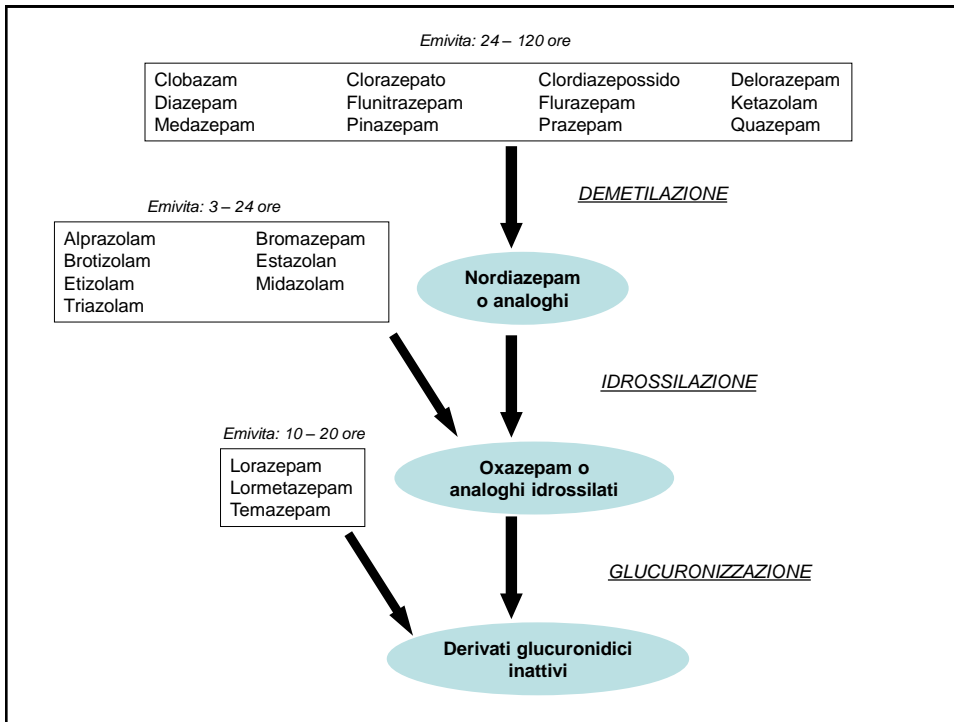 Emivita: 24 – 120 ore
Clobazam Clorazepato Clordiazepossido Delorazepam
Diazepam Flunitrazepam Flurazepam Ketazolam
Medazepam Pinazepam Prazepam Quazepam
DEMETILAZIONE
Emivita: 3 – 24 ore
Alprazolam Bromazepam
Brotizolam Estazolan
Etizolam Midazolam
Triazolam
Nordiazepam
o analoghi
IDROSSILAZIONE
Emivita: 10 – 20 ore
Lorazepam
Lormetazepam
Temazepam
Oxazepam o
analoghi idrossilati
GLUCURONIZZAZIONE
Derivati glucuronidici
inattivi